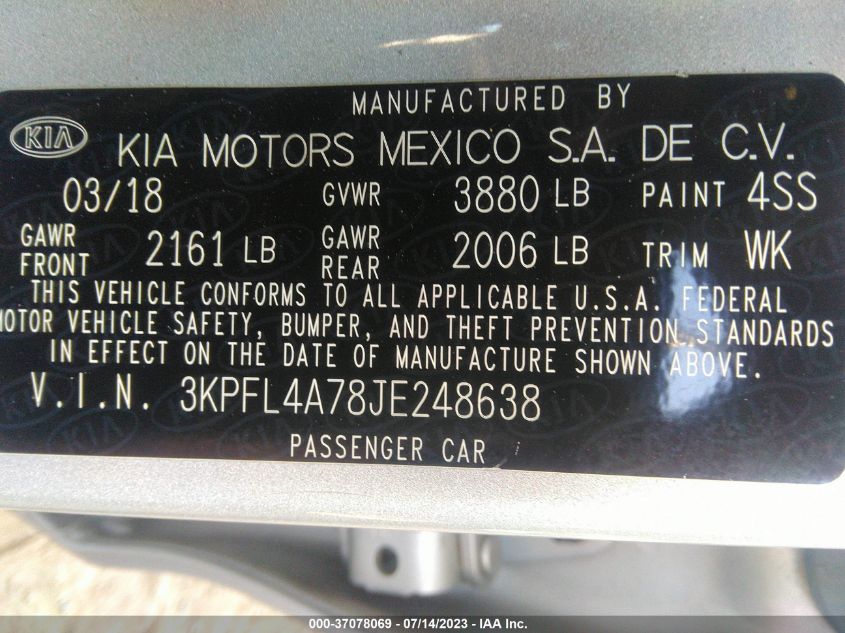 MANUFACTURED BY
KIA KIA MOTORS MEXICO S.A. DE C.V.
03/18 GVWR 3880 LB PAINT 4SS
GAWR FRONT 2161 LB GAWR REAR 2006 LB TRIM WK
THIS VEHICLE CONFORMS TO ALL APPLICABLE U.S.A. FEDERAL
MOTOR VEHICLE SAFETY, BUMPER, AND THEFT PREVENTION STANDARDS
IN EFFECT ON THE DATE OF MANUFACTURE SHOWN ABOVE.
V.I.N. 3KPFL4A78JE248638
PASSENGER CAR
000-37078069 / 07/14/2023 - IAA Inc.